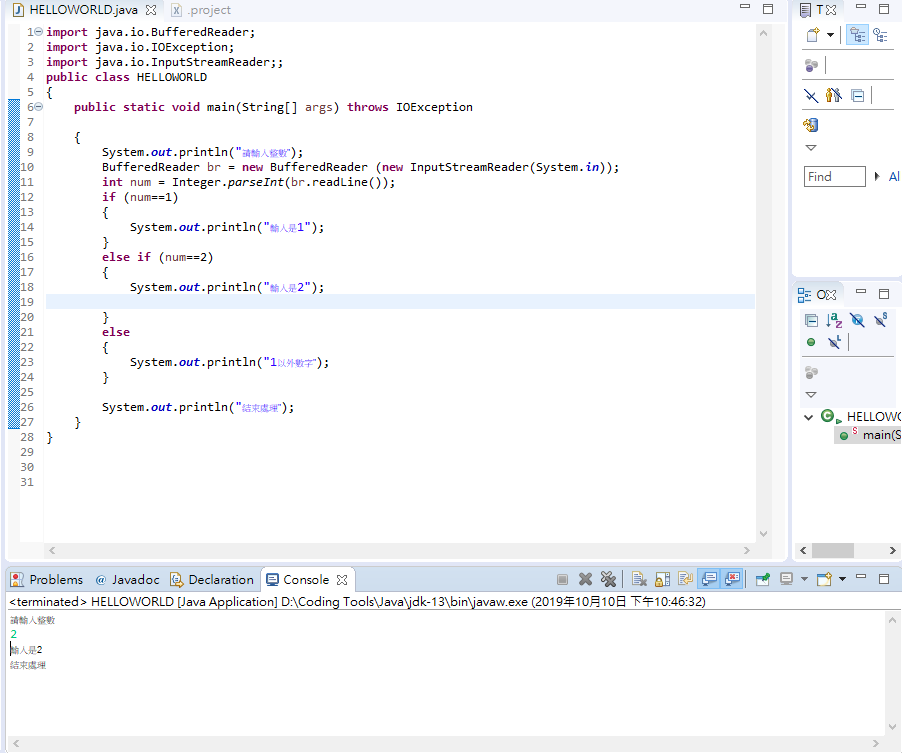 HELLOWORLD.java .project
1 import java.io.BufferedReader;
2 import java.io.IOException;
3 import java.io.InputStreamReader;;
4 public class HELLOWORLD
5 {
6 public static void main(String[] args) throws IOException
7
8 {
9 System.out.println("請輸入整數");
10 BufferedReader br = new BufferedReader (new InputStreamReader(System.in));
11 int num = Integer.parseInt(br.readLine());
12 if (num==1)
13 {
14 System.out.println("輸入是1");
15 }
16 else if (num==2)
17 {
18 System.out.println("輸入是2");
19
20 }
21 else
22 {
23 System.out.println("1以外數字");
24 }
25
26 System.out.println("結束處理");
27 }
28 }
29
30
31
T
Find
Al
O
HELLOWO
main(S
Problems @ Javadoc Declaration Console
<terminated> HELLOWORLD [Java Application] D:\Coding Tools\Java\jdk-13\bin\javaw.exe (2019年10月10日 下午10:46:32)
請輸入整數
2
輸入是2
結束處理